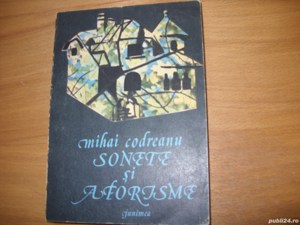 mihai codreanu
SONETE
și
AFORISME
junimea
publi24.ro